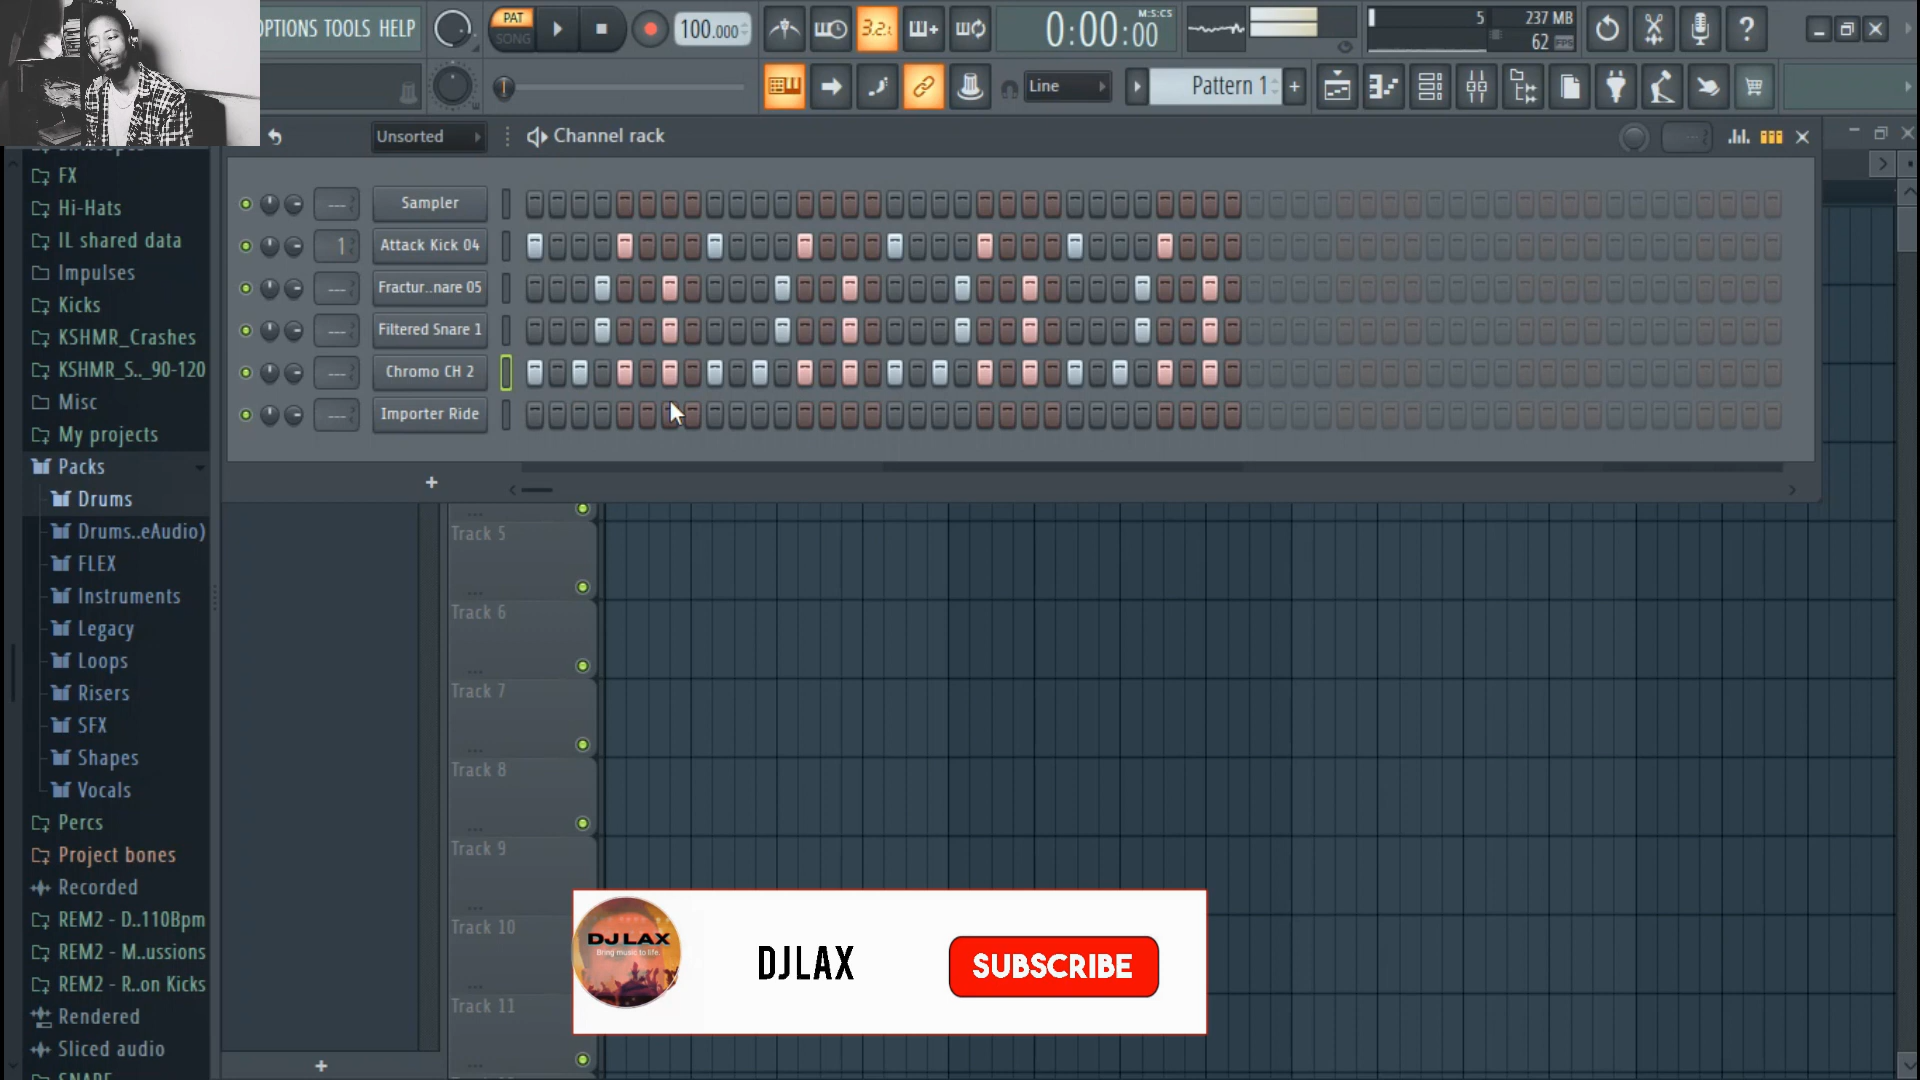 OPTIONS TOOLS HELP
PAT
SONG
100.000
3.2.
0:00:00
M:S:CS
5
237 MB
62
Line
Pattern 1
+
Unsorted
Channel rack
Sampler
1
Attack Kick 04
Fractur..nare 05
Filtered Snare 1
Chromo CH 2
Importer Ride
+
FX
Hi-Hats
IL shared data
Impulses
Kicks
KSHMR_Crashes
KSHMR_S.._90-120
Misc
My projects
Packs
Drums
Drums..eAudio)
FLEX
Instruments
Legacy
Loops
Risers
SFX
Shapes
Vocals
Percs
Project bones
Recorded
REM2 - D..110Bpm
REM2 - M..ussions
REM2 - R..on Kicks
Rendered
Sliced audio
Track 5
Track 6
Track 7
Track 8
Track 9
Track 10
Track 11
+
DJ LAX
Bring music to life.
DJLAX
SUBSCRIBE